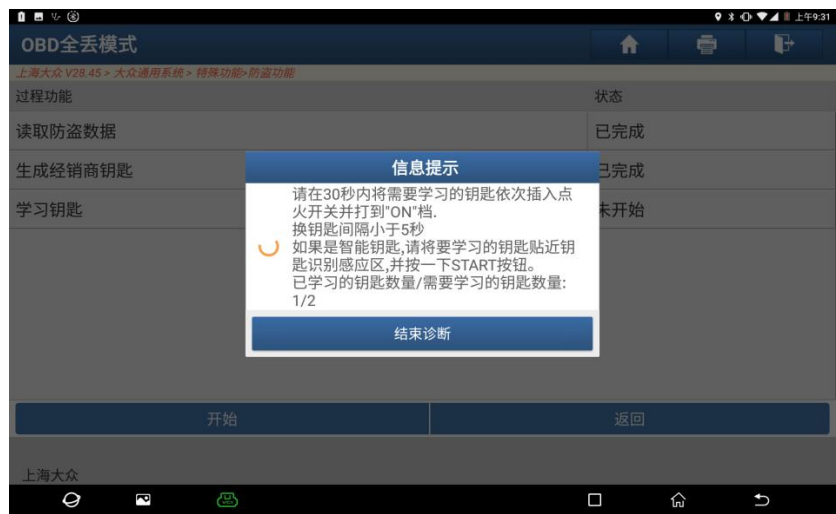 上午9:31
OBD全丢模式
上海大众 V28.45 > 大众通用系统 > 特殊功能>防盗功能
过程功能 状态
读取防盗数据 已完成
生成经销商钥匙 已完成
学习钥匙 未开始
信息提示
请在30秒内将需要学习的钥匙依次插入点
火开关并打到"ON"档.
换钥匙间隔小于5秒
如果是智能钥匙,请将要学习的钥匙贴近钥
匙识别感应区,并按一下START按钮。
已学习的钥匙数量/需要学习的钥匙数量:
1/2
结束诊断
开始 返回
上海大众